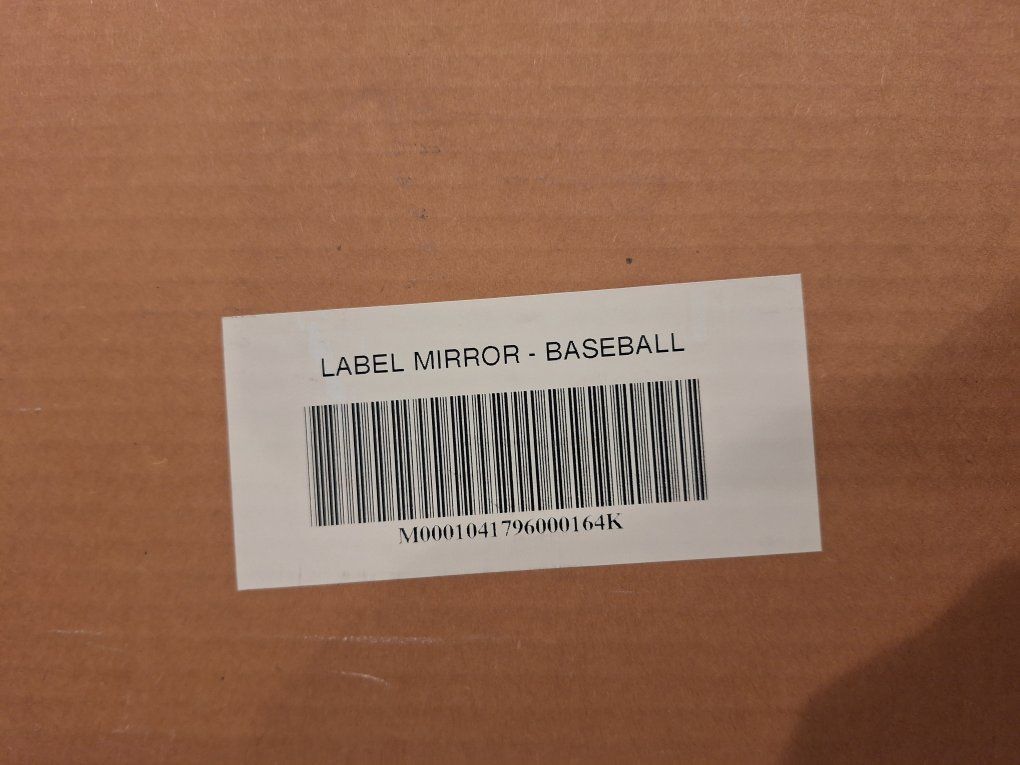 LABEL MIRROR - BASEBALL
M0001041796000164K